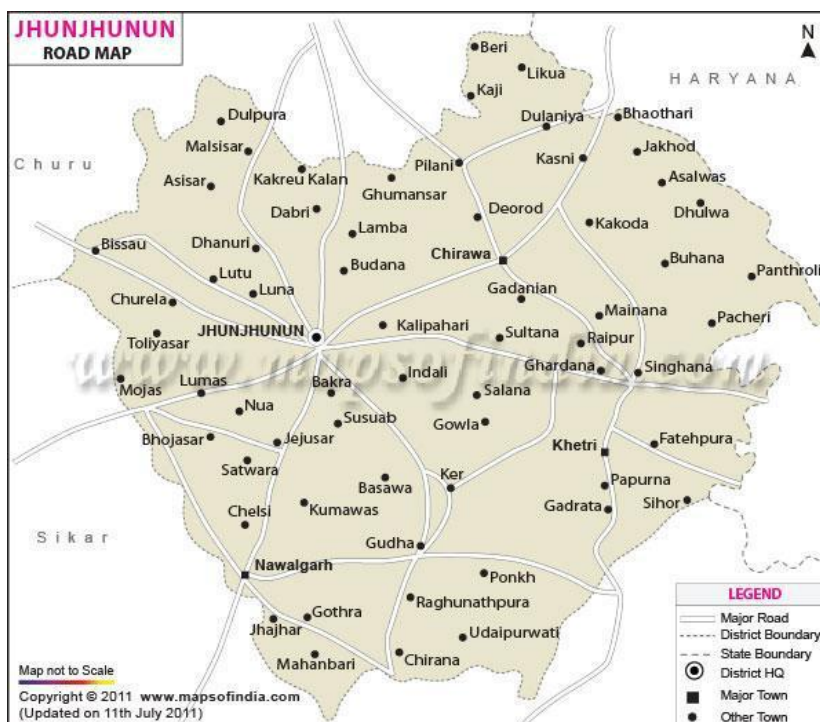 JHUNJHUNUN
ROAD MAP
N
HARYANA
Beri
Likua
Kaji
Dulpura
Dulaniya
Bhaothari
Churu
Malsisar
Pilani
Kasni
Jakhod
Asisar
Kakreu Kalan
Ghumansar
Asalwas
Dabri
Deorod
Dhulwa
Lamba
Kakoda
Bissau
Dhanuri
Chirawa
Buhana
Lutu
Budana
Panthroli
Luna
Gadanian
Churela
Mainana
JHUNJHUNUN
Kalipahari
Sultana
Pacheri
Toliyasar
Raipur
www.mapsofindia.com
Indali
Ghardana
Singhana
Mojas
Lumas
Bakra
Salana
Nua
Susuab
Gowla
Bhojasar
Jejusar
Khetri
Fatehpura
Satwara
Ker
Basawa
Papurna
Chelsi
Kumawas
Gadrata
Sihor
Sikar
Gudha
Nawalgarh
Ponkh
Raghunathpura
Gothra
Jhajhar
Udaipurwati
Mahanbari
Chirana
LEGEND
Major Road
District Boundary
State Boundary
District HQ
Major Town
Other Town
Map not to Scale
Copyright © 2011 www.mapsofindia.com
(Updated on 11th July 2011)